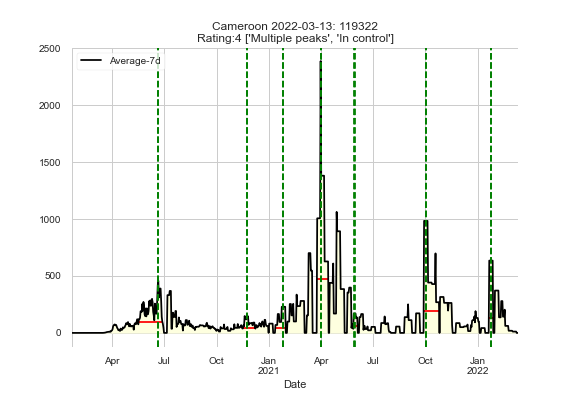 Cameroon 2022-03-13: 119322
Rating:4 ['Multiple peaks', 'In control']
2500
Average-7d
2000
1500
1000
500
0
Apr Jul Oct Jan Apr Jul Oct Jan
2021 2022
Date